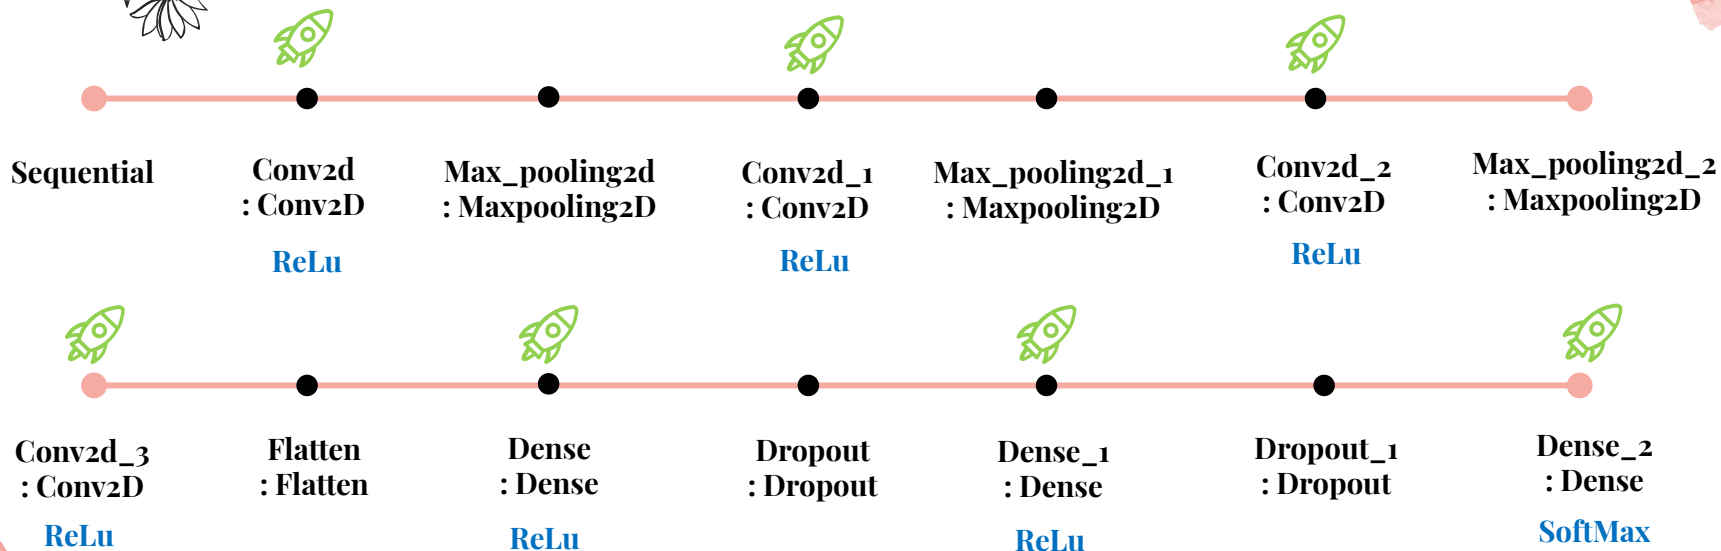 Sequential
Conv2d
: Conv2D
ReLu
Max_pooling2d
: Maxpooling2D
Conv2d_1
: Conv2D
ReLu
Max_pooling2d_1
: Maxpooling2D
Conv2d_2
: Conv2D
ReLu
Max_pooling2d_2
: Maxpooling2D
Conv2d_3
: Conv2D
ReLu
Flatten
: Flatten
Dense
: Dense
ReLu
Dropout
: Dropout
Dense_1
: Dense
ReLu
Dropout_1
: Dropout
Dense_2
: Dense
SoftMax